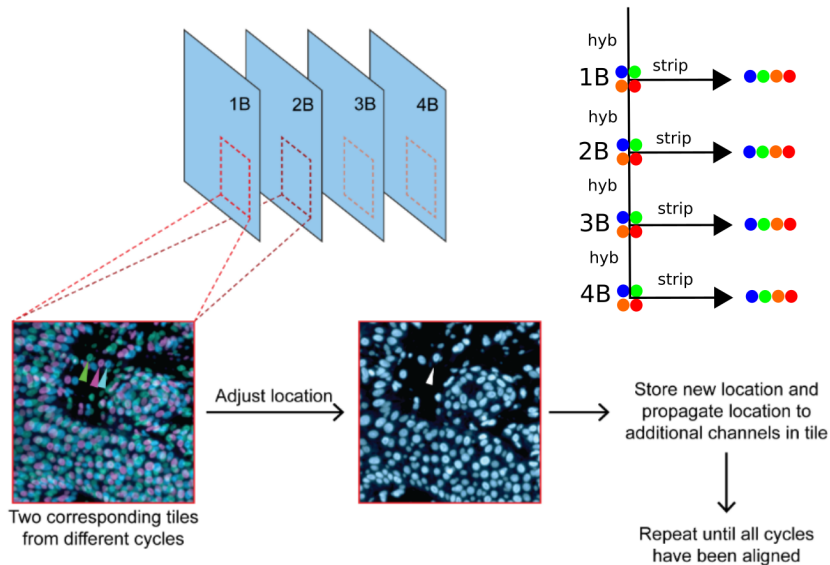 1B
2B
3B
4B
hyb
1B
strip
hyb
2B
strip
hyb
3B
strip
hyb
4B
strip
Adjust location
Two corresponding tiles
from different cycles
Store new location and
propagate location to
additional channels in tile
Repeat until all cycles
have been aligned